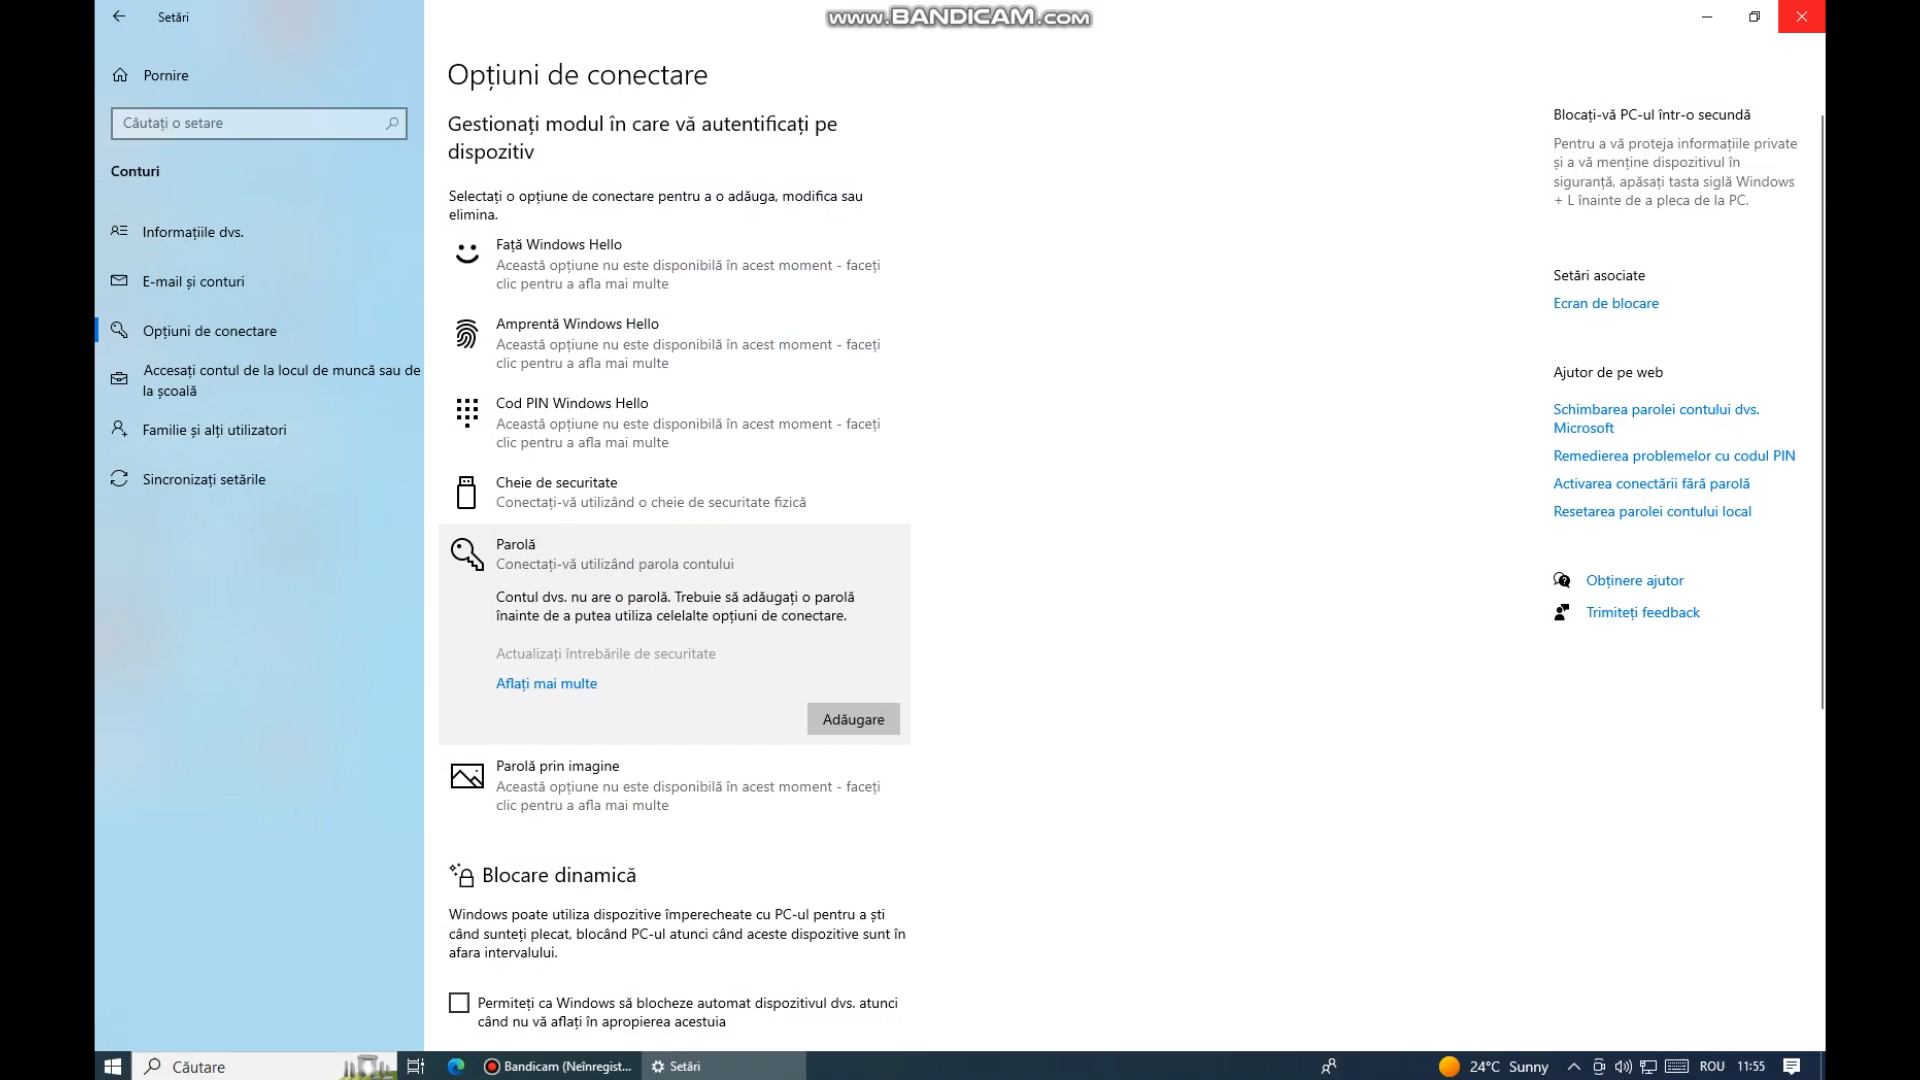 Setări
www.BANDICAM.com
Pornire
Căutați o setare
Conturi
Informațiile dvs.
E-mail și conturi
Opțiuni de conectare
Accesați contul de la locul de muncă sau de
la școală
Familie și alți utilizatori
Sincronizați setările
Opțiuni de conectare
Gestionați modul în care vă autentificați pe
dispozitiv
Selectați o opțiune de conectare pentru a o adăuga, modifica sau
elimina.
Față Windows Hello
Această opțiune nu este disponibilă în acest moment - faceți
clic pentru a afla mai multe
Amprentă Windows Hello
Această opțiune nu este disponibilă în acest moment - faceți
clic pentru a afla mai multe
Cod PIN Windows Hello
Această opțiune nu este disponibilă în acest moment - faceți
clic pentru a afla mai multe
Cheie de securitate
Conectați-vă utilizând o cheie de securitate fizică
Parolă
Conectați-vă utilizând parola contului
Contul dvs. nu are o parolă. Trebuie să adăugați o parolă
înainte de a putea utiliza celelalte opțiuni de conectare.
Actualizați întrebările de securitate
Aflați mai multe
Adăugare
Parolă prin imagine
Această opțiune nu este disponibilă în acest moment - faceți
clic pentru a afla mai multe
Blocare dinamică
Windows poate utiliza dispozitive împerecheate cu PC-ul pentru a ști
când sunteți plecat, blocând PC-ul atunci când aceste dispozitive sunt în
afara intervalului.
Permiteți ca Windows să blocheze automat dispozitivul dvs. atunci
când nu vă aflați în apropierea acestuia
Blocați-vă PC-ul într-o secundă
Pentru a vă proteja informațiile private
și a vă menține dispozitivul în
siguranță, apăsați tasta siglă Windows
+ L înainte de a pleca de la PC.
Setări asociate
Ecran de blocare
Ajutor de pe web
Schimbarea parolei contului dvs.
Microsoft
Remedierea problemelor cu codul PIN
Activarea conectării fără parolă
Resetarea parolei contului local
Obținere ajutor
Trimiteți feedback
Căutare
Bandicam (Neînregist...
Setări
24°C Sunny
ROU
11:55